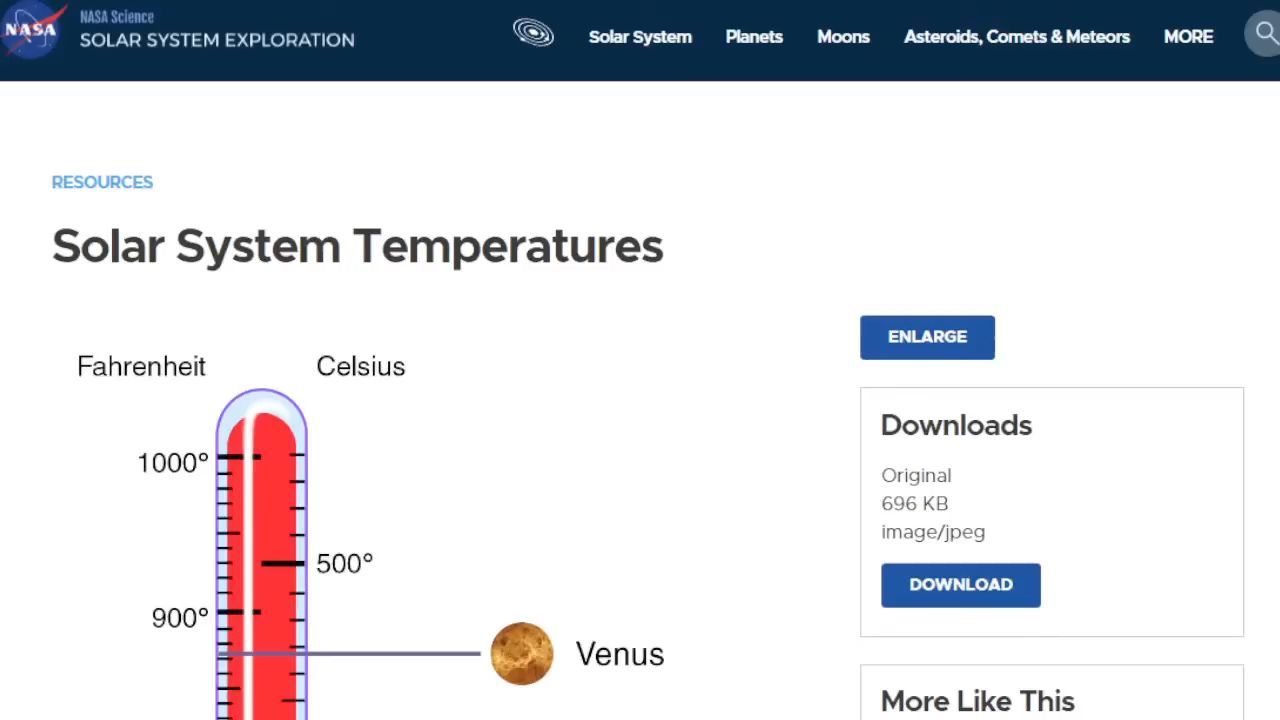 NASA
NASA Science
SOLAR SYSTEM EXPLORATION
Solar System
Planets
Moons
Asteroids, Comets & Meteors
MORE
RESOURCES
Solar System Temperatures
Fahrenheit
Celsius
1000°
500°
900°
Venus
ENLARGE
Downloads
Original
696 KB
image/jpeg
DOWNLOAD
More Like This